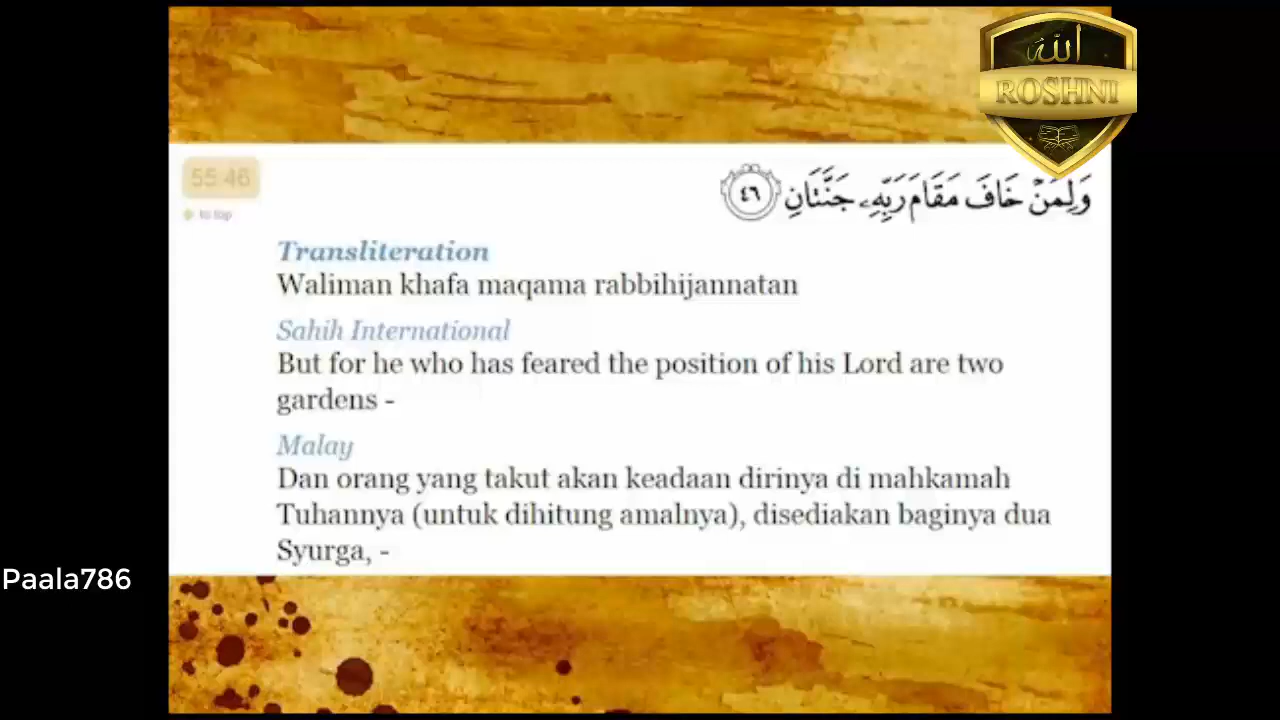 الله
ROSHNI
55:46
to top
وَلِمَنْ خَافَ مَقَامَ رَبِّهِۦ جَنَّتَانِ ٤٦
Transliteration
Waliman khafa maqama rabbihijannatan
Sahih International
But for he who has feared the position of his Lord are two
gardens -
Malay
Dan orang yang takut akan keadaan dirinya di mahkamah
Tuhannya (untuk dihitung amalnya), disediakan baginya dua
Syurga, -
Paala786